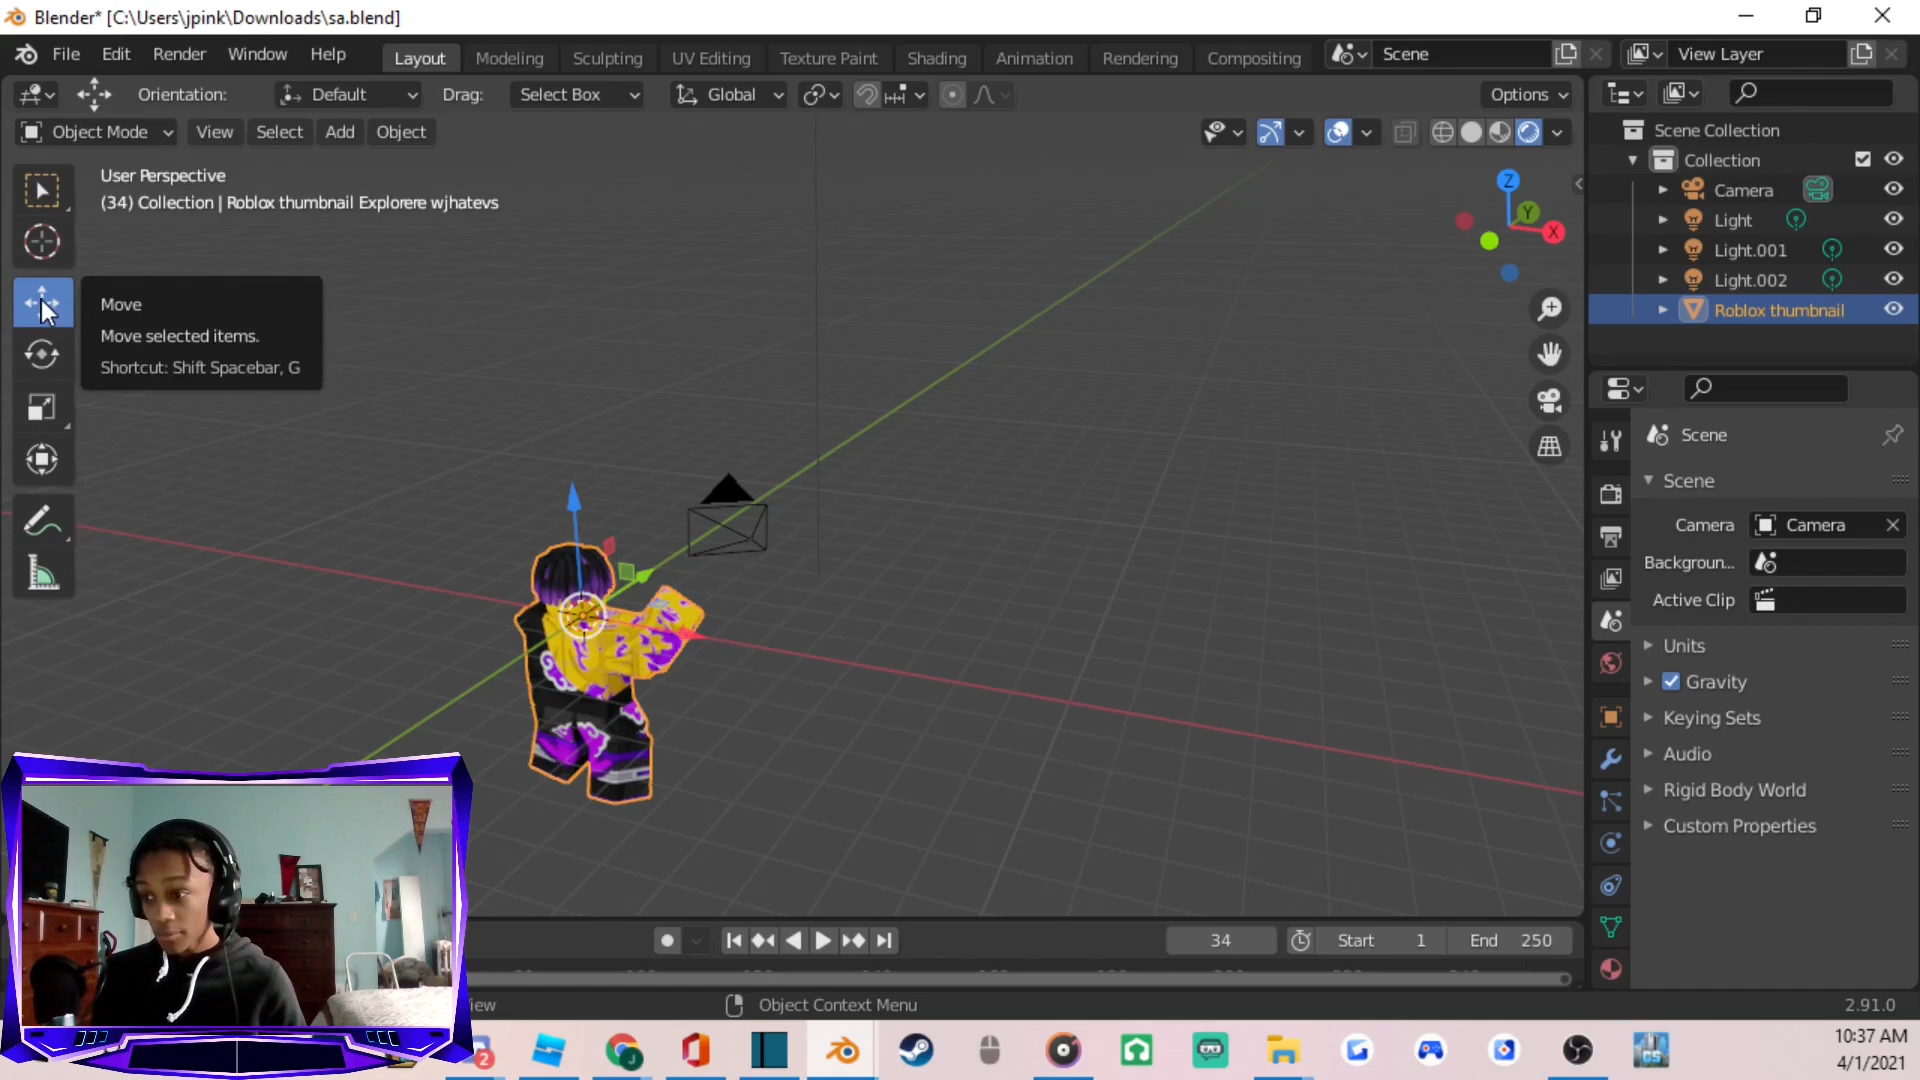 Blender* [C:\Users\jpink\Downloads\sa.blend]
File Edit Render Window Help Layout Modeling Sculpting UV Editing Texture Paint Shading Animation Rendering Compositing Scene View Layer
Orientation: Default Drag: Select Box Global Options
Object Mode View Select Add Object
User Perspective
(34) Collection | Roblox thumbnail Explorere wjhatevs
Move
Move selected items.
Shortcut: Shift Spacebar, G
Z
Y
X
Scene Collection
Collection
Camera
Light
Light.001
Light.002
Roblox thumbnail
Scene
Scene
Camera Camera
Backgroun...
Active Clip
Units
Gravity
Keying Sets
Audio
Rigid Body World
Custom Properties
34 Start 1 End 250
Object Context Menu
2.91.0
J
2
10:37 AM
4/1/2021